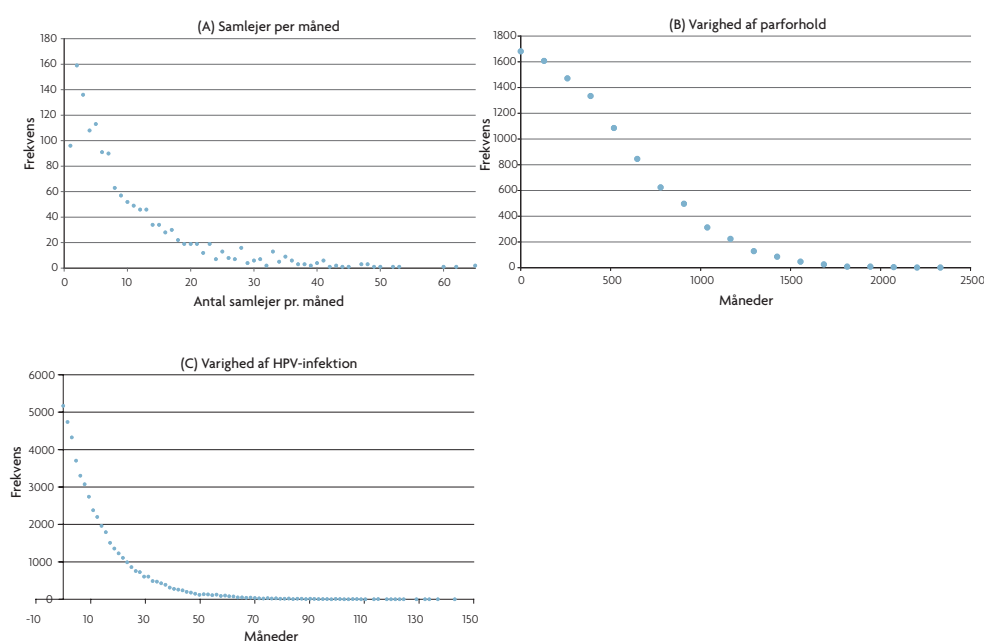 (A) Samlejer per måned
180
160
140
120
100
80
60
40
20
0
Frekvens
0 10 20 30 40 50 60
Antal samlejer pr. måned
(B) Varighed af parforhold
1800
1600
1400
1200
1000
800
600
400
200
0
Frekvens
0 500 1000 1500 2000 2500
Måneder
(C) Varighed af HPV-infektion
6000
5000
4000
3000
2000
1000
0
Frekvens
-10 10 30 50 70 90 110 130 150
Måneder